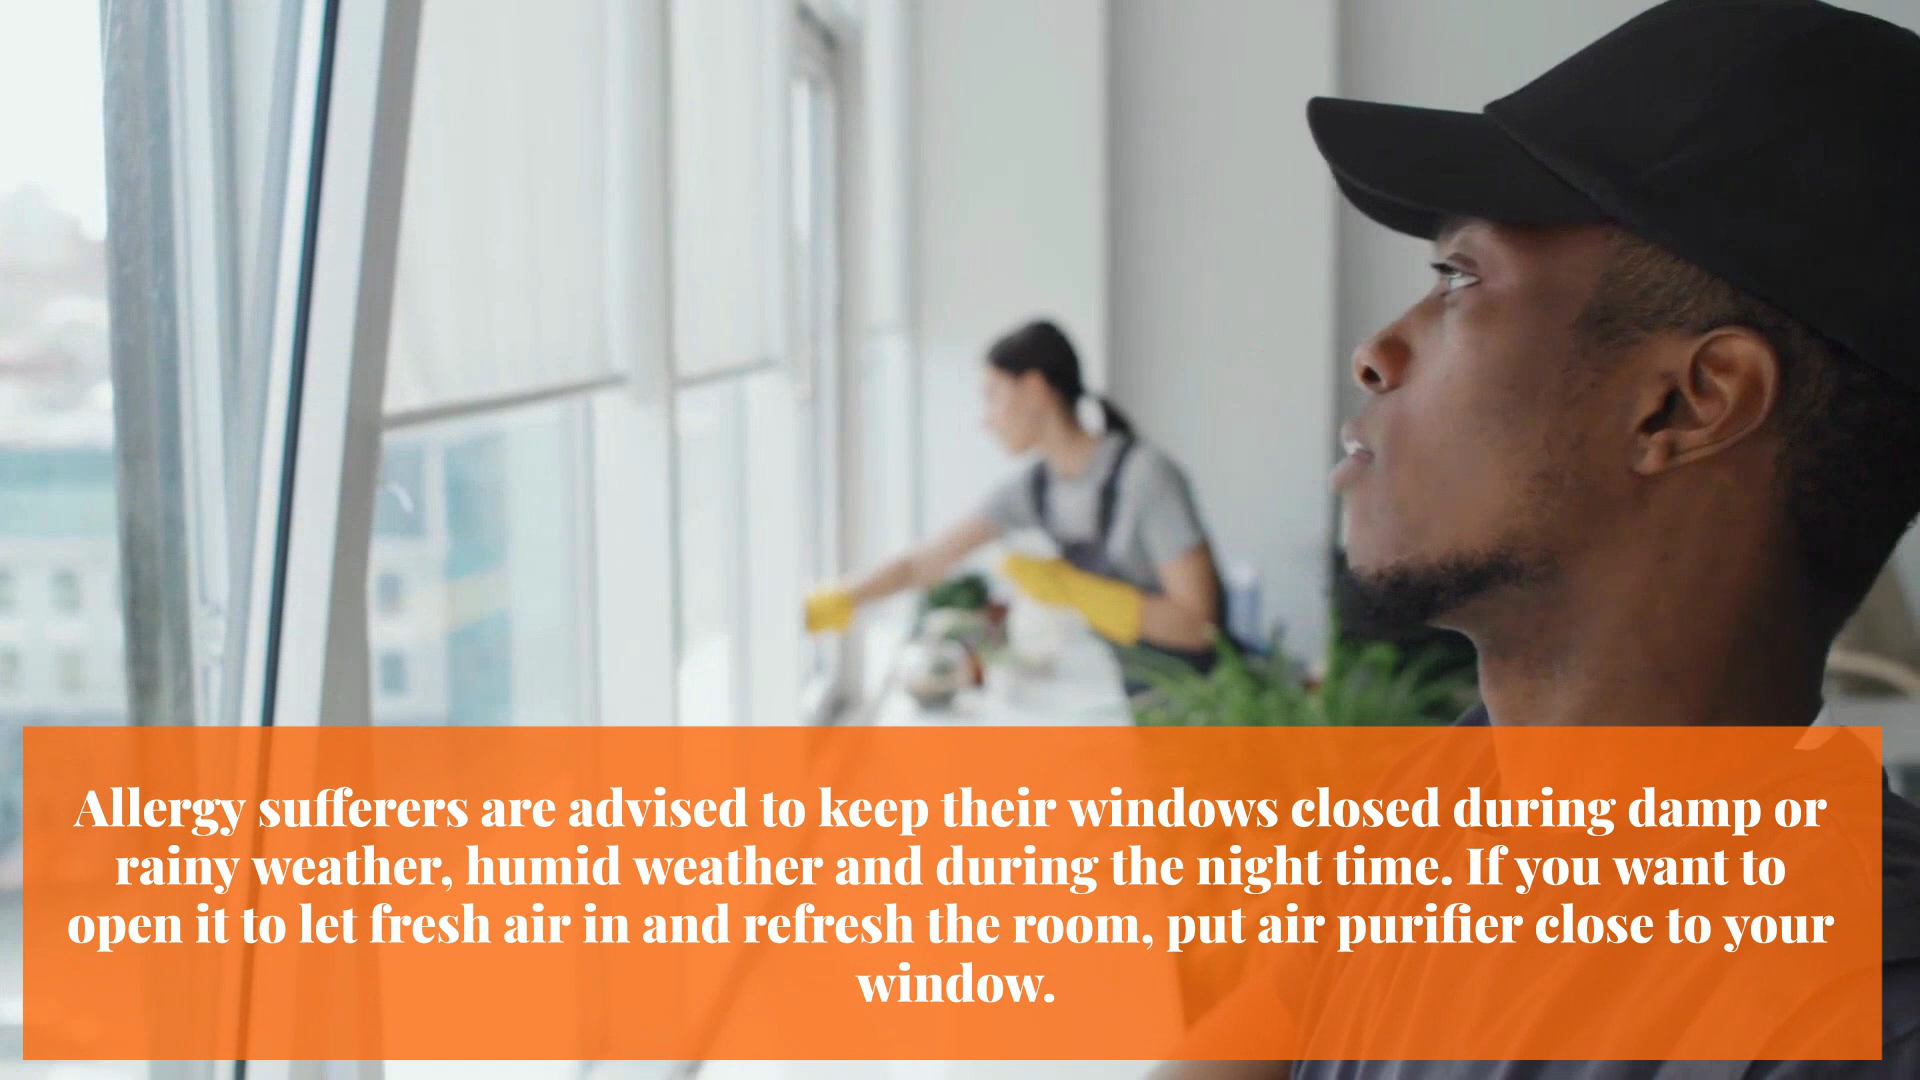 Allergy sufferers are advised to keep their windows closed during damp or
rainy weather, humid weather and during the night time. If you want to
open it to let fresh air in and refresh the room, put air purifier close to your
window.